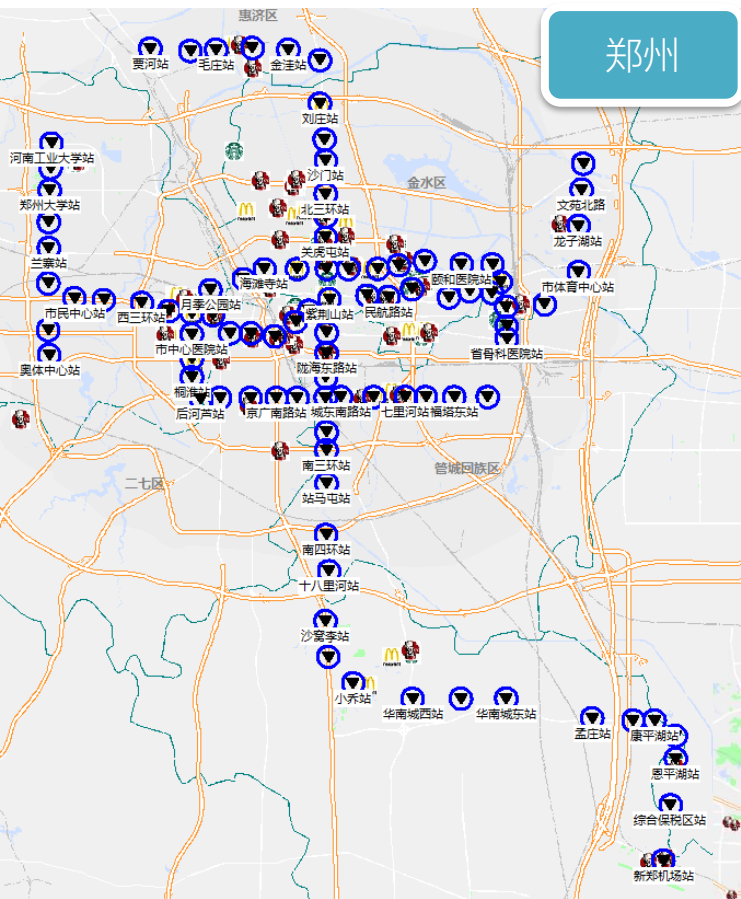 惠济区
郑州
贾河站
毛庄站
金洼站
刘庄站
河南工业大学站
沙门站
金水区
郑州大学站
北三环站
文苑北路
龙子湖站
关虎屯站
兰寨站
海滩寺站
颐和医院站
市体育中心站
市民中心站
月季公园站
西三环站
紫荆山站
民航路站
市中心医院站
省骨科医院站
奥体中心站
陇海东路站
桐淮站
后河芦站
京广南路站
城东南路站
七里河站
福塔东站
南三环站
管城回族区
二七区
站马屯站
南四环站
十八里河站
沙窝李站
小乔站
华南城西站
华南城东站
孟庄站
康平湖站
恩平湖站
综合保税区站
新郑机场站